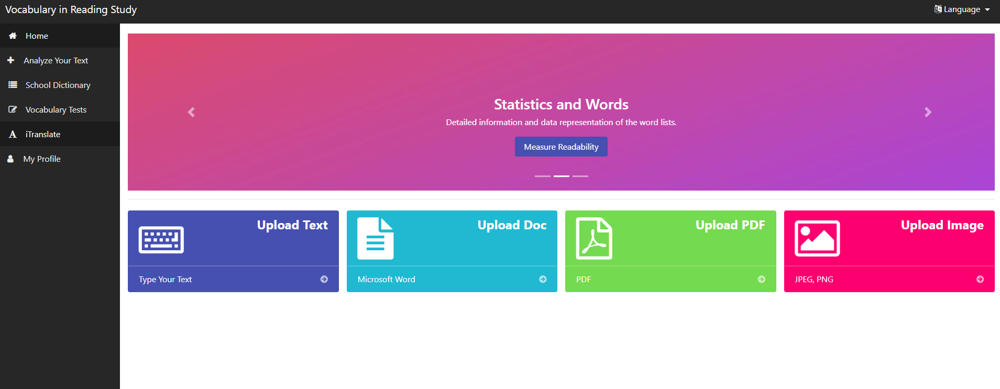 Vocabulary in Reading Study
Language
Home
Analyze Your Text
School Dictionary
Vocabulary Tests
iTranslate
My Profile
Statistics and Words
Detailed information and data representation of the word lists.
Measure Readability
Upload Text
Type Your Text
Upload Doc
Microsoft Word
Upload PDF
PDF
Upload Image
JPEG, PNG